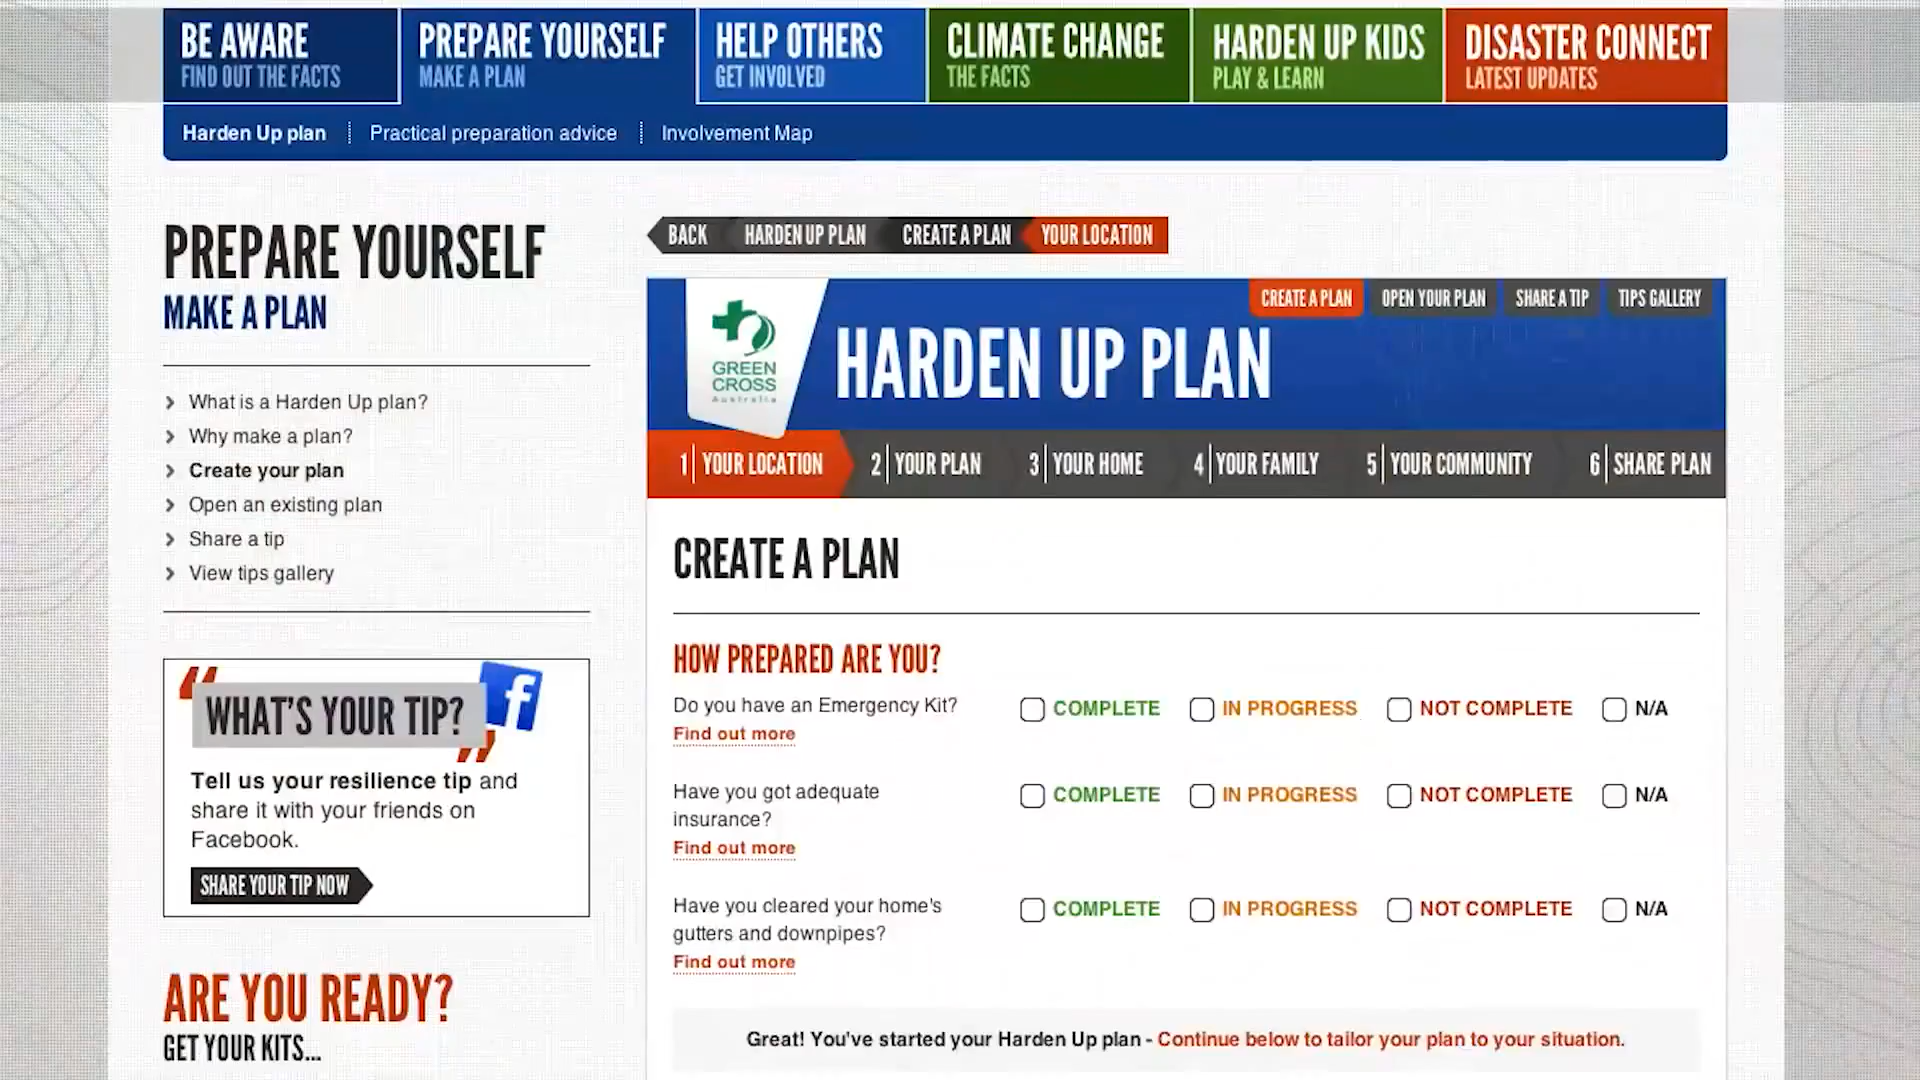 BE AWARE
FIND OUT THE FACTS
PREPARE YOURSELF
MAKE A PLAN
HELP OTHERS
GET INVOLVED
CLIMATE CHANGE
THE FACTS
HARDEN UP KIDS
PLAY & LEARN
DISASTER CONNECT
LATEST UPDATES
Harden Up plan
Practical preparation advice
Involvement Map
PREPARE YOURSELF
MAKE A PLAN
What is a Harden Up plan?
Why make a plan?
Create your plan
Open an existing plan
Share a tip
View tips gallery
“
WHAT'S YOUR TIP?
f
”
Tell us your resilience tip and
share it with your friends on
Facebook.
SHARE YOUR TIP NOW
ARE YOU READY?
GET YOUR KITS...
BACK
HARDEN UP PLAN
CREATE A PLAN
YOUR LOCATION
CREATE A PLAN
OPEN YOUR PLAN
SHARE A TIP
TIPS GALLERY
GREEN
CROSS
Australia
HARDEN UP PLAN
1 YOUR LOCATION
2 YOUR PLAN
3 YOUR HOME
4 YOUR FAMILY
5 YOUR COMMUNITY
6 SHARE PLAN
CREATE A PLAN
HOW PREPARED ARE YOU?
Do you have an Emergency Kit?
Find out more
COMPLETE IN PROGRESS NOT COMPLETE N/A
Have you got adequate
insurance?
Find out more
COMPLETE IN PROGRESS NOT COMPLETE N/A
Have you cleared your home's
gutters and downpipes?
Find out more
COMPLETE IN PROGRESS NOT COMPLETE N/A
Great! You've started your Harden Up plan - Continue below to tailor your plan to your situation.